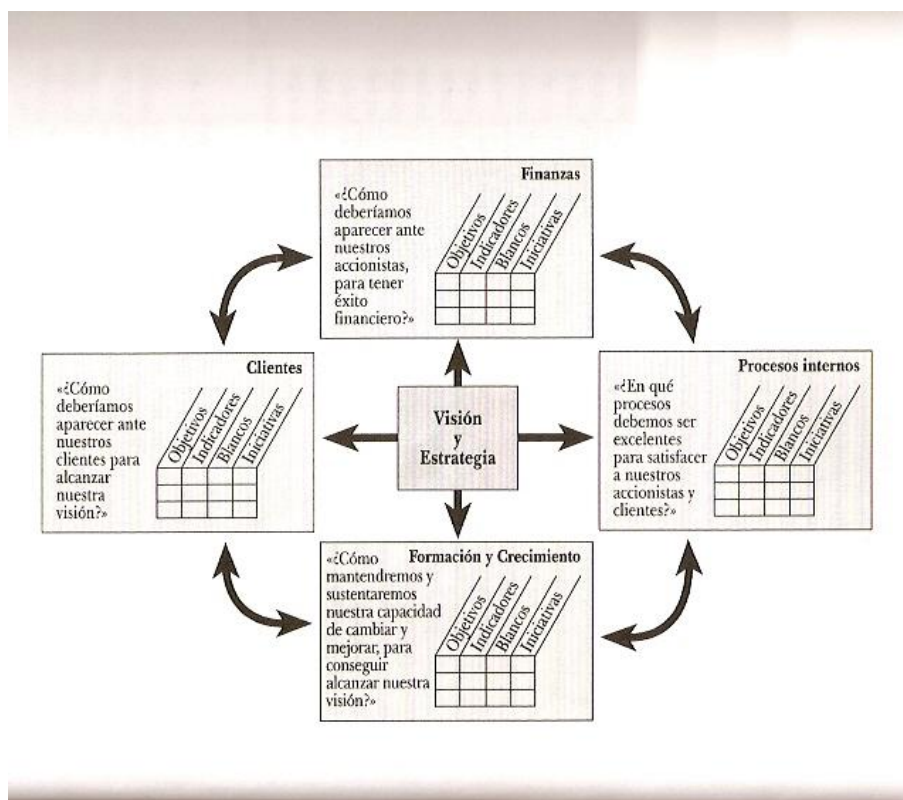 Finanzas
«¿Cómo
deberíamos
aparecer ante
nuestros
accionistas,
para tener
éxito
financiero?»
Objetivos
Indicadores
Blancos
Iniciativas
Clientes
«¿Cómo
deberíamos
aparecer ante
nuestros
clientes para
alcanzar
nuestra
visión?»
Objetivos
Indicadores
Blancos
Iniciativas
Visión
y
Estrategia
Procesos internos
«¿En qué
procesos
debemos ser
excelentes
para satisfacer
a nuestros
accionistas y
clientes?»
Objetivos
Indicadores
Blancos
Iniciativas
Formación y Crecimiento
«¿Cómo
mantendremos y
sustentaremos
nuestra capacidad
de cambiar y
mejorar, para
conseguir
alcanzar nuestra
visión?»
Objetivos
Indicadores
Blancos
Iniciativas